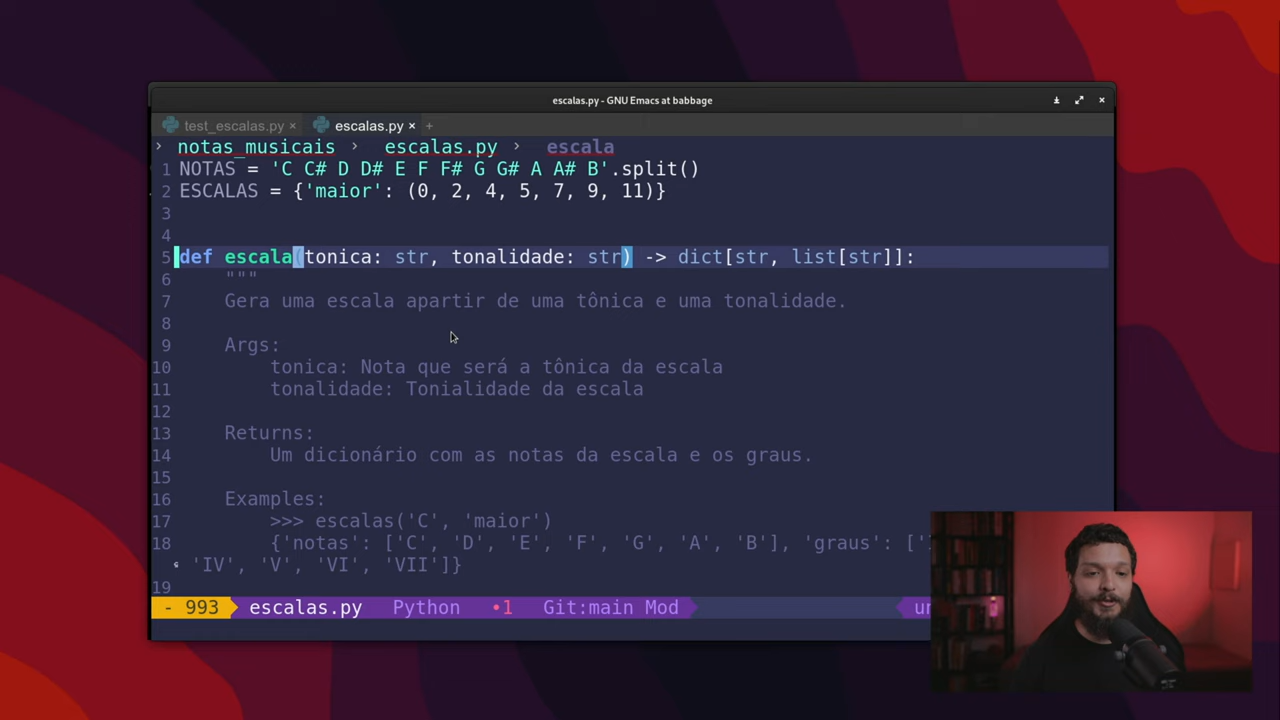 escalas.py - GNU Emacs at babbage
test_escalas.py × escalas.py × +
› notas_musicais › escalas.py › escala
1 NOTAS = 'C C# D D# E F F# G G# A A# B'.split()
2 ESCALAS = {'maior': (0, 2, 4, 5, 7, 9, 11)}
3
4
5 def escala(tonica: str, tonalidade: str) -> dict[str, list[str]]:
6 """
7 Gera uma escala apartir de uma tônica e uma tonalidade.
8
9 Args:
10 tonica: Nota que será a tônica da escala
11 tonalidade: Tonialidade da escala
12
13 Returns:
14 Um dicionário com as notas da escala e os graus.
15
16 Examples:
17 >>> escalas('C', 'maior')
18 {'notas': ['C', 'D', 'E', 'F', 'G', 'A', 'B'], 'graus': ['
'IV', 'V', 'VI', 'VII']}
19
- 993 escalas.py Python •1 Git:main Mod